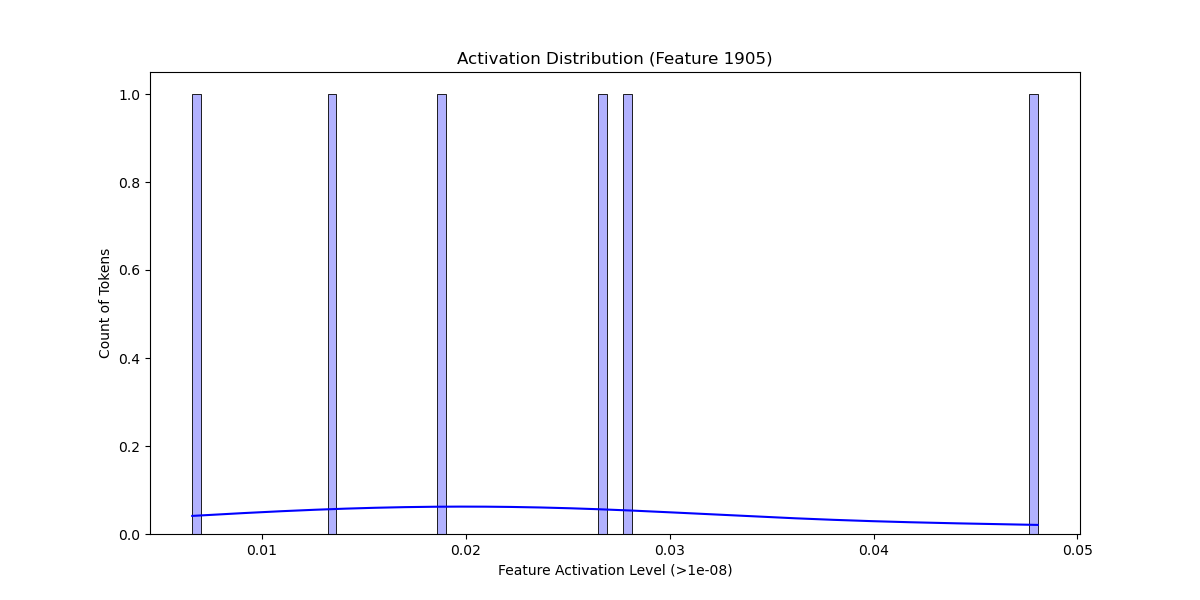 Activation Distribution (Feature 1905)
1.0
0.8
0.6
0.4
0.2
0.0
Count of Tokens
0.01 0.02 0.03 0.04 0.05
Feature Activation Level (>1e-08)